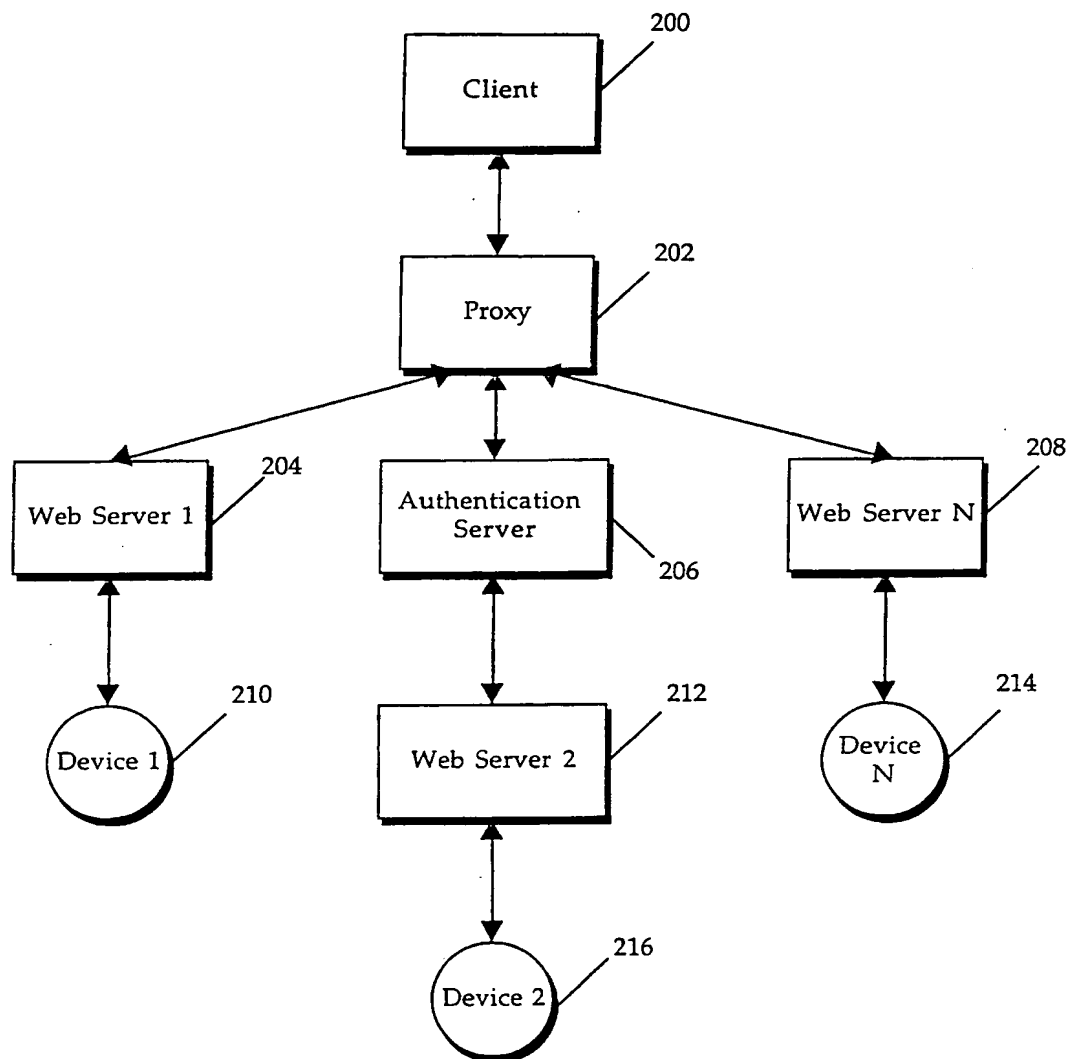 200
Client
202
Proxy
204
Web Server 1
Authentication
Server
206
208
Web Server N
210
Device 1
212
Web Server 2
214
Device
N
216
Device 2